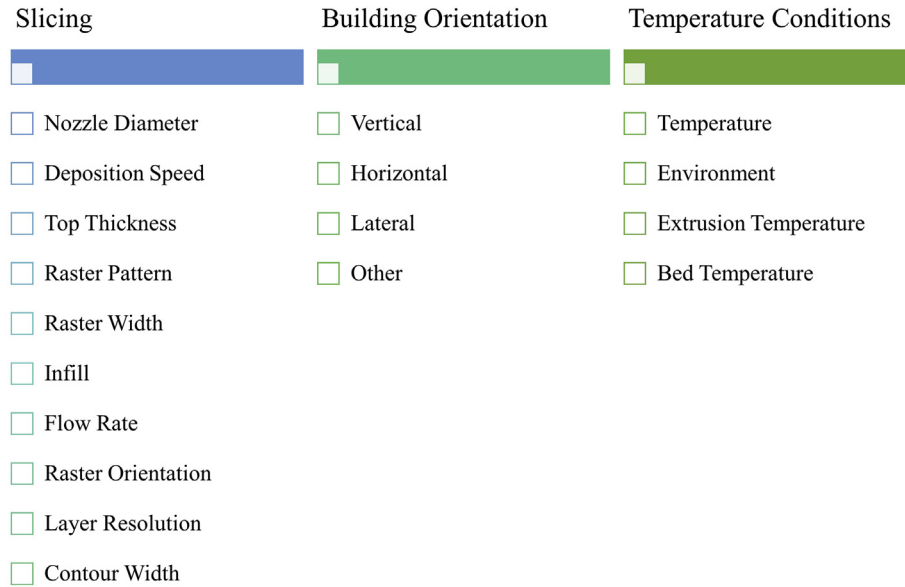 Slicing
Nozzle Diameter
Deposition Speed
Top Thickness
Raster Pattern
Raster Width
Infill
Flow Rate
Raster Orientation
Layer Resolution
Contour Width
Building Orientation
Vertical
Horizontal
Lateral
Other
Temperature Conditions
Temperature
Environment
Extrusion Temperature
Bed Temperature